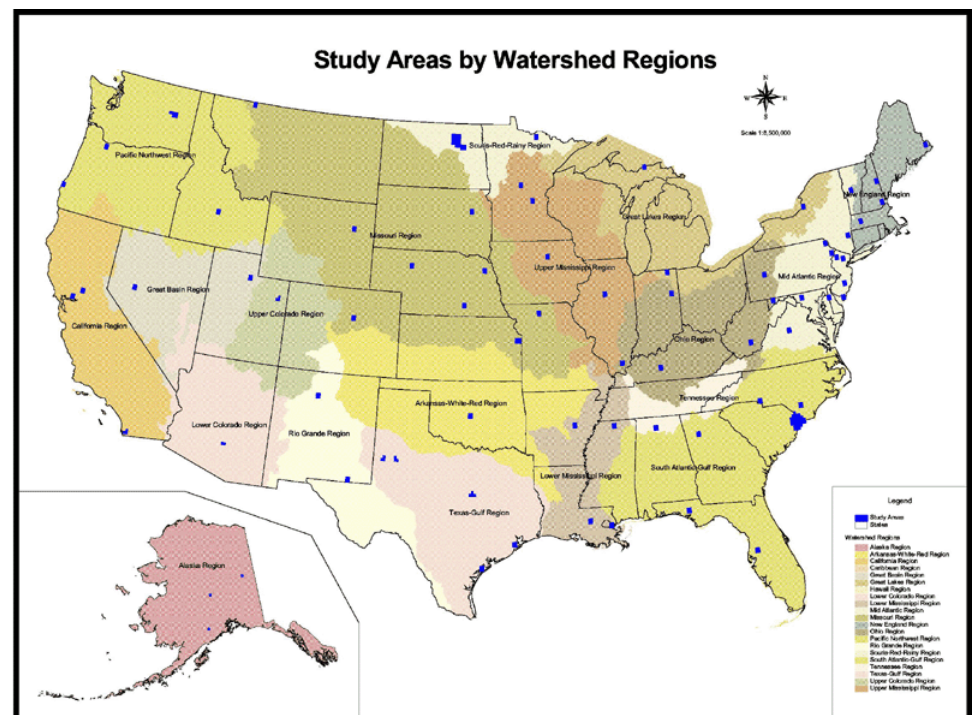 Study Areas by Watershed Regions
N
W E
S
Scale 1:8,500,000
Pacific Northwest Region
Souris-Red-Rainy Region
New England Region
Great Lakes Region
Missouri Region
Upper Mississippi Region
Mid Atlantic Region
Great Basin Region
Upper Colorado Region
California Region
Ohio Region
Tennessee Region
Arkansas-White-Red Region
Lower Colorado Region
Rio Grande Region
South Atlantic-Gulf Region
Lower Mississippi Region
Texas-Gulf Region
Alaska Region
Legend
Study Areas
States
Watershed Regions
Alaska Region
Arkansas-White-Red Region
California Region
Caribbean Region
Great Basin Region
Great Lakes Region
Hawaii Region
Lower Colorado Region
Lower Mississippi Region
Mid Atlantic Region
Missouri Region
New England Region
Ohio Region
Pacific Northwest Region
Rio Grande Region
Souris-Red-Rainy Region
South Atlantic-Gulf Region
Tennessee Region
Texas-Gulf Region
Upper Colorado Region
Upper Mississippi Region